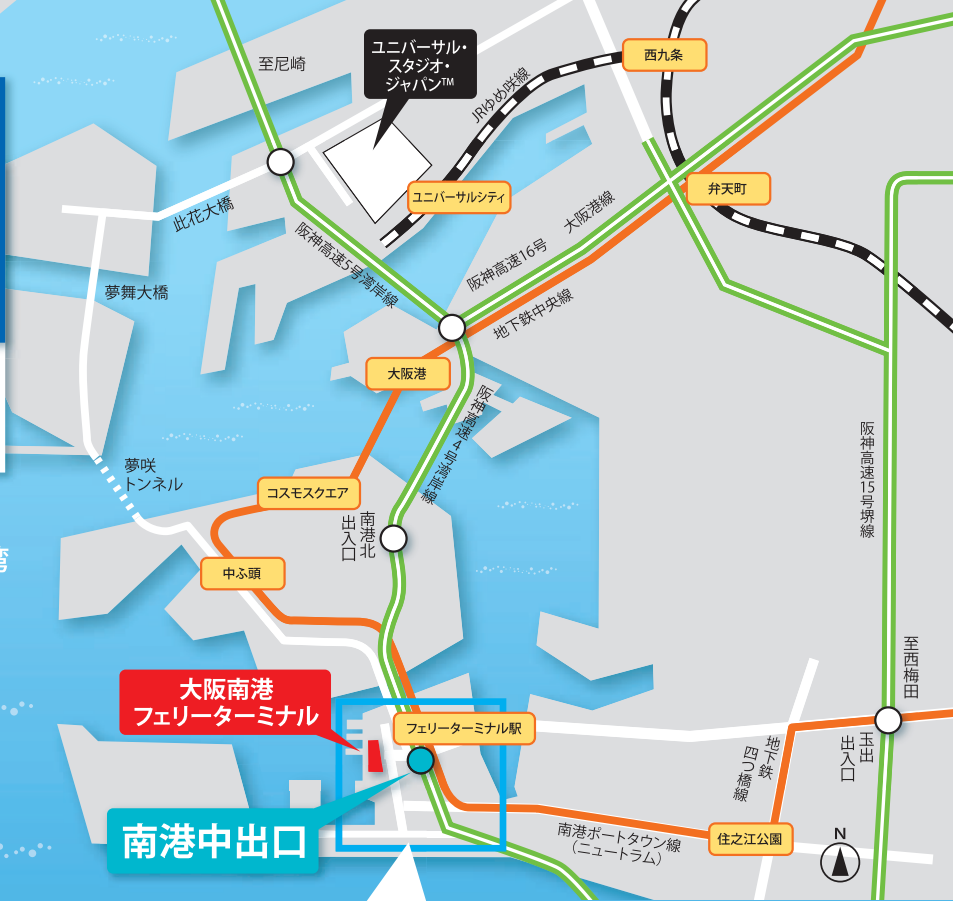 至尼崎
ユニバーサル・
スタジオ・
ジャパン™
JRゆめ咲線
西九条
弁天町
ユニバーサルシティ
此花大橋
夢舞大橋
阪神高速5号湾岸線
阪神高速16号
大阪港線
地下鉄中央線
大阪港
阪神高速4号湾岸線
阪神高速15号堺線
夢咲
トンネル
コスモスクエア
南港北
出入口
中ふ頭
湾
大阪南港
フェリーターミナル
フェリーターミナル駅
南港中出口
至西梅田
玉出
出入口
地下鉄
四つ橋線
南港ポートタウン線
（ニュートラム）
住之江公園
N